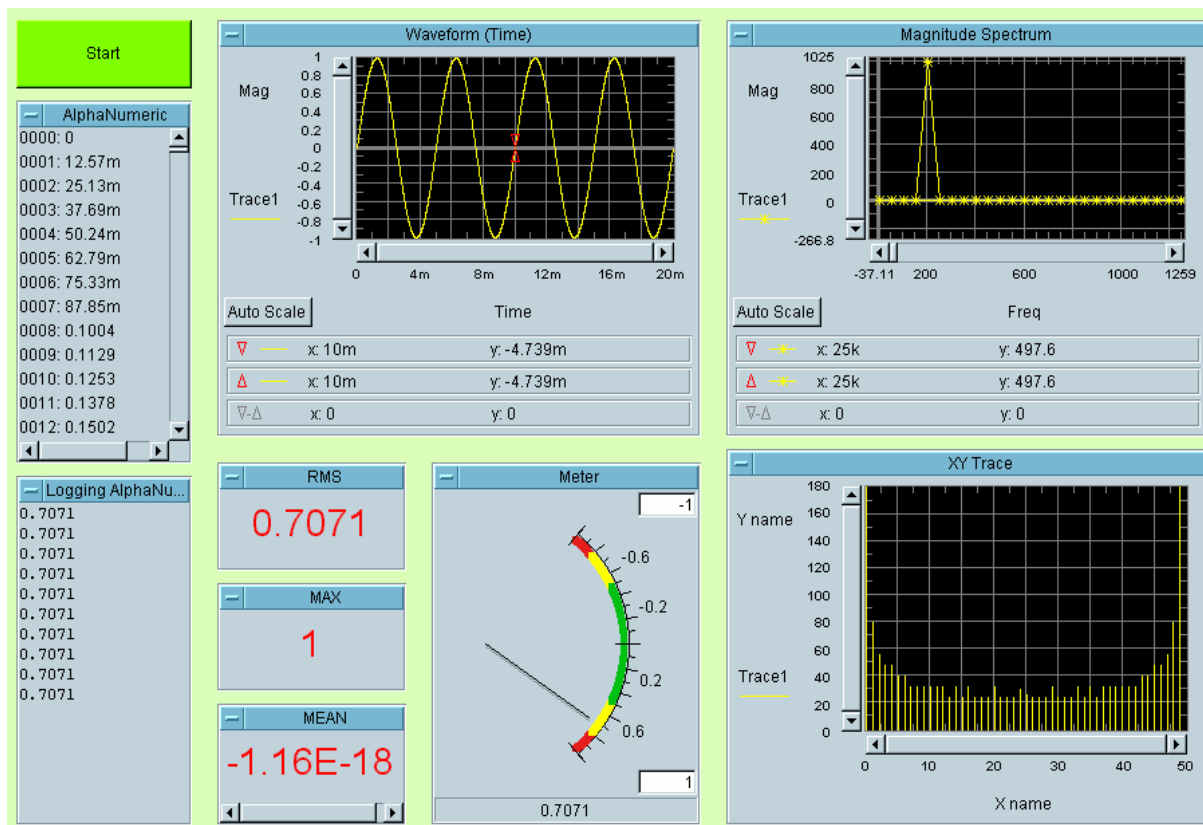 Start
AlphaNumeric
0000: 0
0001: 12.57m
0002: 25.13m
0003: 37.69m
0004: 50.24m
0005: 62.79m
0006: 75.33m
0007: 87.85m
0008: 0.1004
0009: 0.1129
0010: 0.1253
0011: 0.1378
0012: 0.1502
Logging AlphaNu...
0.7071
0.7071
0.7071
0.7071
0.7071
0.7071
0.7071
0.7071
0.7071
0.7071
Waveform (Time)
Mag
Trace1
1
0.8
0.6
0.4
0.2
0
-0.2
-0.4
-0.6
-0.8
-1
0 4m 8m 12m 16m 20m
Auto Scale Time
x: 10m y: -4.739m
x: 10m y: -4.739m
∇-Δ x: 0 y: 0
Magnitude Spectrum
Mag
Trace1
1025
800
600
400
200
0
-266.8
-37.11 200 600 1000 1259
Auto Scale Freq
x: 25k y: 497.6
x: 25k y: 497.6
∇-Δ x: 0 y: 0
RMS
0.7071
MAX
1
MEAN
-1.16E-18
Meter
-1
-0.6
-0.2
0.2
0.6
1
0.7071
XY Trace
Y name
Trace1
180
160
140
120
100
80
60
40
20
0
0 10 20 30 40 50
X name